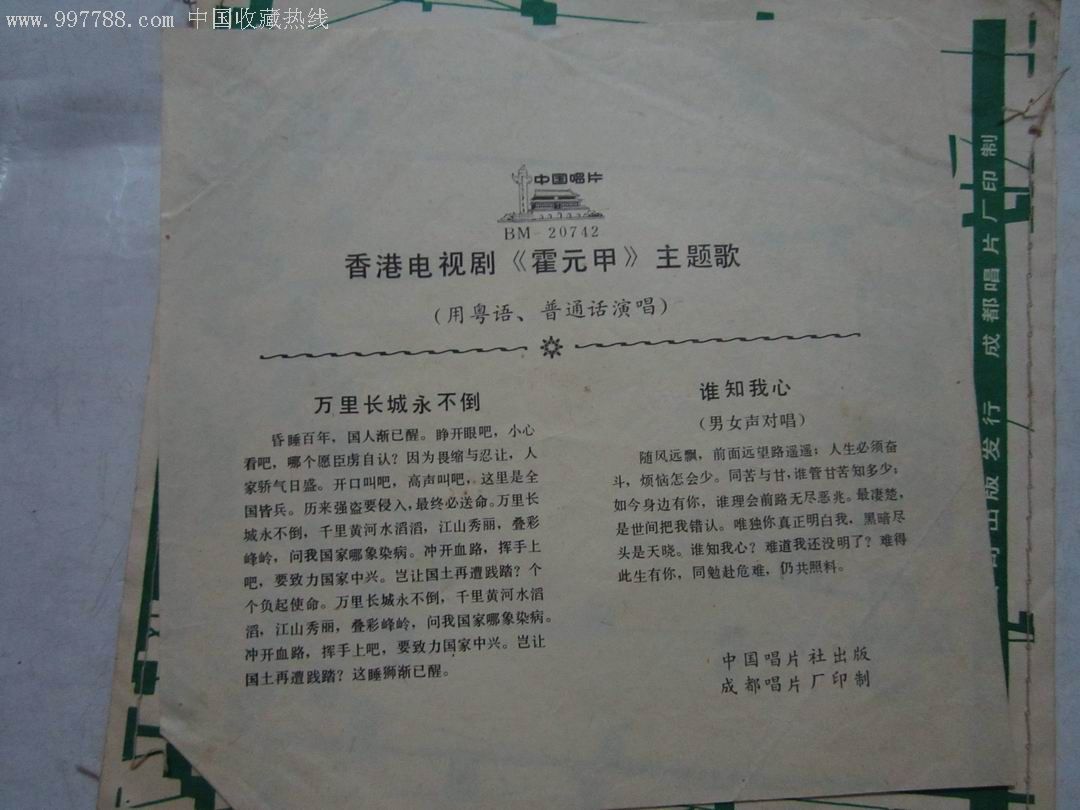 www.997788.com 中国收藏热线
中国唱片
BM-20742
香港电视剧《霍元甲》主题歌
(用粤语、普通话演唱)
万里长城永不倒
昏睡百年，国人渐已醒。睁开眼吧，小心
看吧，哪个愿臣虏自认？因为畏缩与忍让，人
家骄气日盛。开口叫吧，高声叫吧，这里是全
国皆兵。历来强盗要侵入，最终必送命。万里长
城永不倒，千里黄河水滔滔，江山秀丽，叠彩
峰岭，问我国家哪象染病。冲开血路，挥手上
吧，要致力国家中兴。岂让国土再遭践踏？个
个负起使命。万里长城永不倒，千里黄河水滔
滔，江山秀丽，叠彩峰岭，问我国家哪象染病。
冲开血路，挥手上吧，要致力国家中兴。岂让
国土再遭践踏？这睡狮渐已醒。
谁知我心
(男女声对唱)
随风远飘，前面远望路遥遥；人生必须奋
斗，烦恼怎会少。同苦与甘，谁管甘苦知多少；
如今身边有你，谁理会前路无尽恶兆。最凄楚，
是世间把我错认。唯独你真正明白我，黑暗尽
头是天晓。谁知我心？难道我还没明了？难得
此生有你，同勉赴危难，仍共照料。
中国唱片社出版
成都唱片厂印制
出版发行 成都唱片厂印制